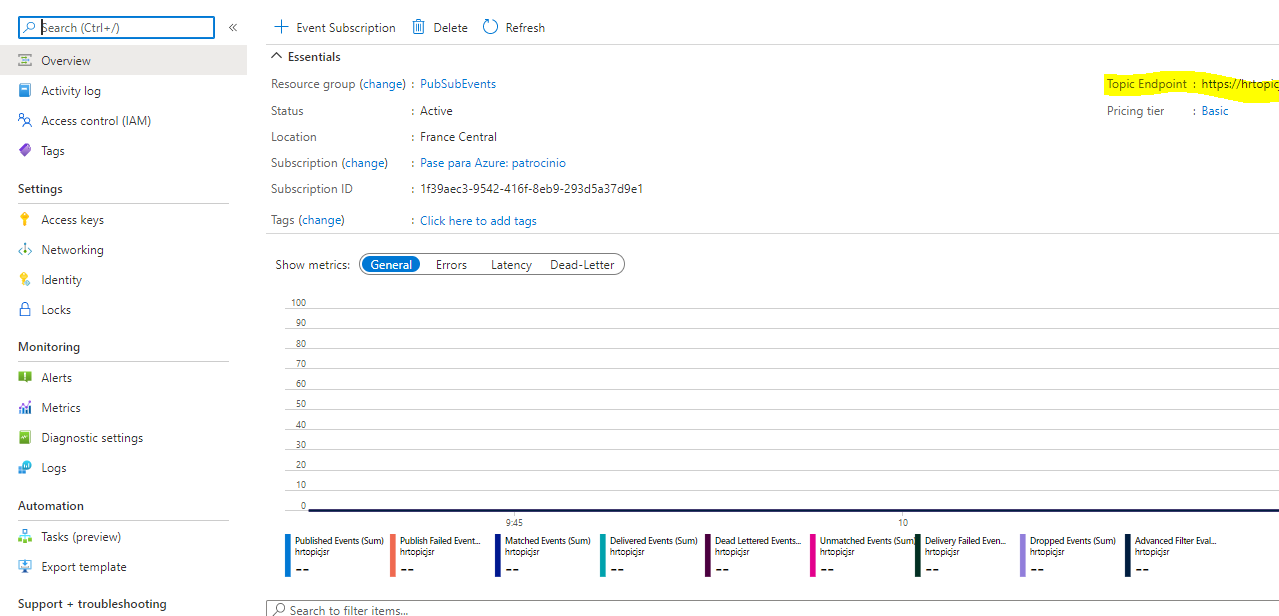 Search (Ctrl+/)
«
Overview
Activity log
Access control (IAM)
Tags
Settings
Access keys
Networking
Identity
Locks
Monitoring
Alerts
Metrics
Diagnostic settings
Logs
Automation
Tasks (preview)
Export template
Support + troubleshooting
Event Subscription Delete Refresh
Essentials
Resource group (change) : PubSubEvents
Status : Active
Location : France Central
Subscription (change) : Pase para Azure: patrocinio
Subscription ID : 1f39aec3-9542-416f-8eb9-293d5a37d9e1
Tags (change) : Click here to add tags
Topic Endpoint : https://hrtopicj
Pricing tier : Basic
Show metrics: General Errors Latency Dead-Letter
100
90
80
70
60
50
40
30
20
10
0
9:45 10
Published Events (Sum)
hrtopicjsr
--
Publish Failed Event...
hrtopicjsr
--
Matched Events (Sum)
hrtopicjsr
--
Delivered Events (Sum)
hrtopicjsr
--
Dead Lettered Events...
hrtopicjsr
--
Unmatched Events (Sum)
hrtopicjsr
--
Delivery Failed Even...
hrtopicjsr
--
Dropped Events (Sum)
hrtopicjsr
--
Advanced Filter Eval...
hrtopicjsr
--
Search to filter items...